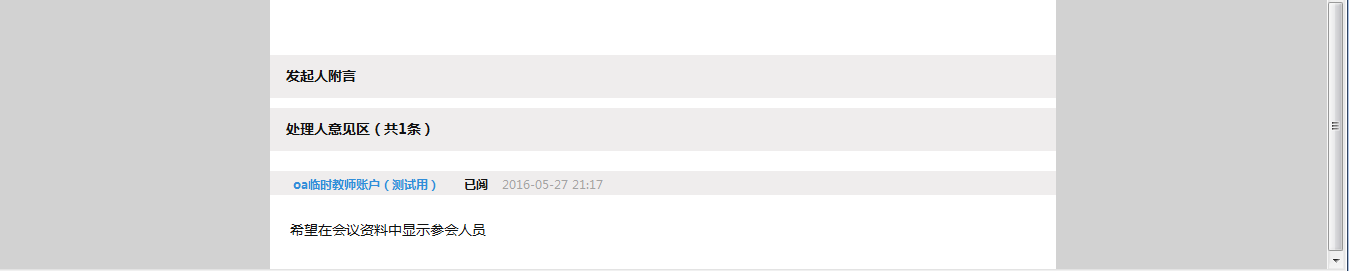 发起人附言
处理人意见区（共1条）
oa临时教师账户（测试用） 已阅 2016-05-27 21:17
希望在会议资料中显示参会人员